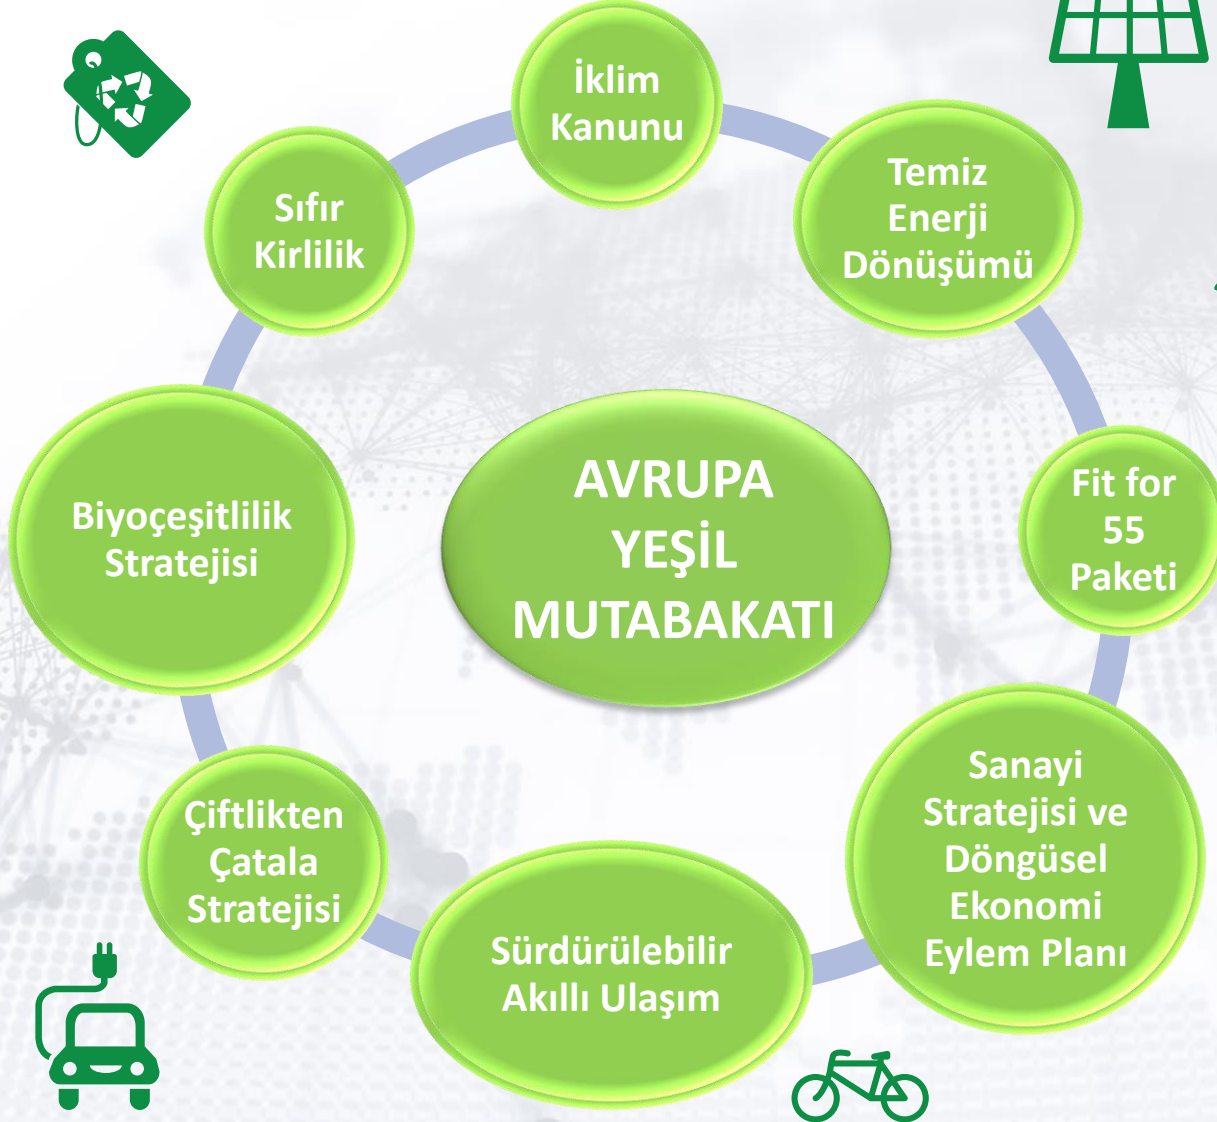 İklim
Kanunu
Temiz
Enerji
Dönüşümü
Fit for
55
Paketi
Sanayi
Stratejisi ve
Döngüsel
Ekonomi
Eylem Planı
Sürdürülebilir
Akıllı Ulaşım
Çiftlikten
Çatala
Stratejisi
Biyoçeşitlilik
Stratejisi
Sıfır
Kirlilik
AVRUPA
YEŞİL
MUTABAKATI